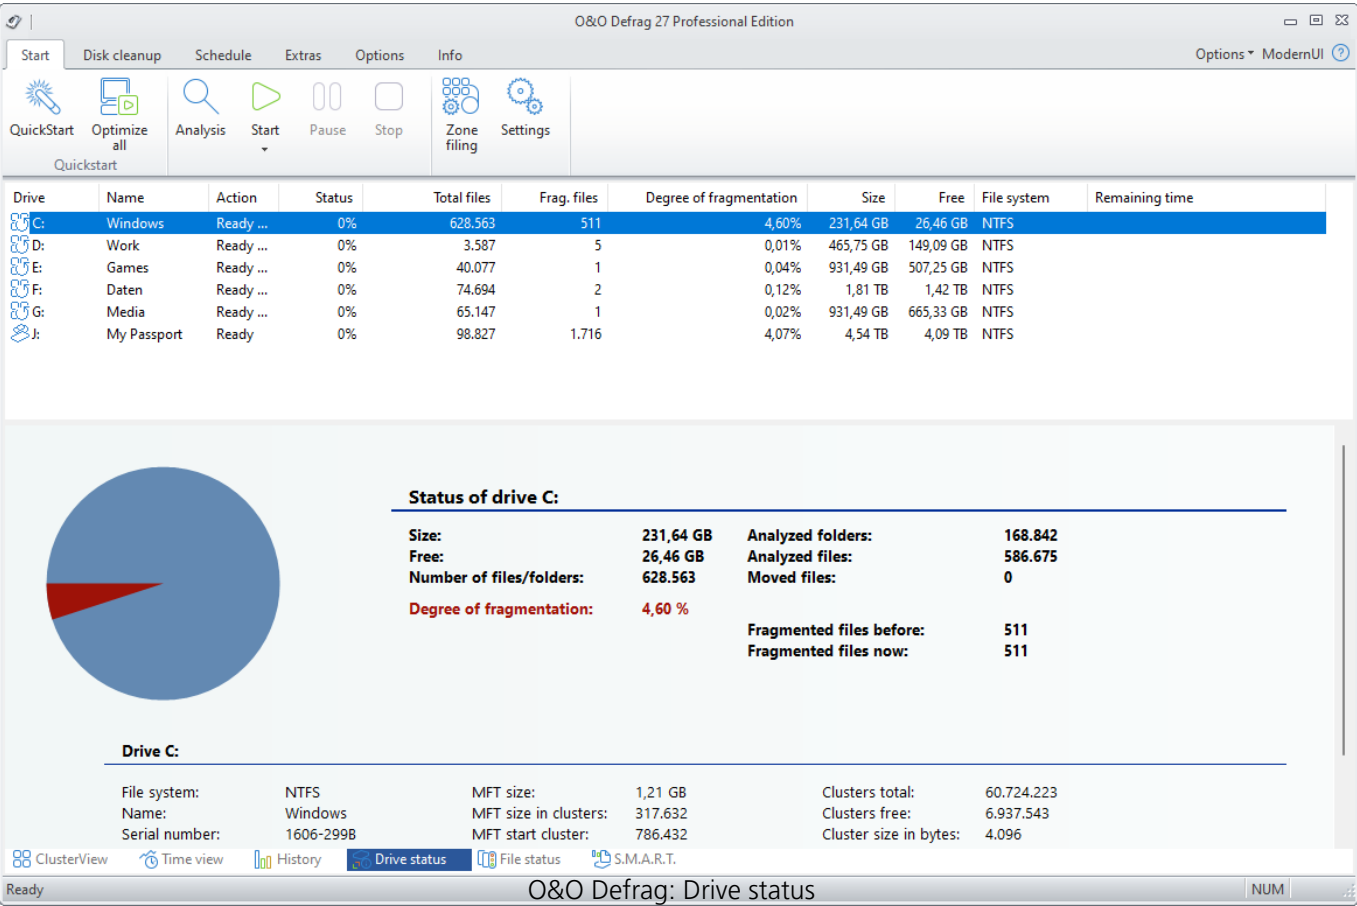 O&O Defrag 27 Professional Edition
Start Disk cleanup Schedule Extras Options Info Options ModernUI ?
QuickStart Optimize all Analysis Start Pause Stop Zone filing Settings
Quickstart
Drive Name Action Status Total files Frag. files Degree of fragmentation Size Free File system Remaining time
C: Windows Ready ... 0% 628.563 511 4,60% 231,64 GB 26,46 GB NTFS
D: Work Ready ... 0% 3.587 5 0,01% 465,75 GB 149,09 GB NTFS
E: Games Ready ... 0% 40.077 1 0,04% 931,49 GB 507,25 GB NTFS
F: Daten Ready ... 0% 74.694 2 0,12% 1,81 TB 1,42 TB NTFS
G: Media Ready ... 0% 65.147 1 0,02% 931,49 GB 665,33 GB NTFS
J: My Passport Ready 0% 98.827 1.716 4,07% 4,54 TB 4,09 TB NTFS
Status of drive C:
Size: 231,64 GB Analyzed folders: 168.842
Free: 26,46 GB Analyzed files: 586.675
Number of files/folders: 628.563 Moved files: 0
Degree of fragmentation: 4,60 %
Fragmented files before: 511
Fragmented files now: 511
Drive C:
File system: NTFS MFT size: 1,21 GB Clusters total: 60.724.223
Name: Windows MFT size in clusters: 317.632 Clusters free: 6.937.543
Serial number: 1606-299B MFT start cluster: 786.432 Cluster size in bytes: 4.096
ClusterView Time view History Drive status File status S.M.A.R.T.
Ready O&O Defrag: Drive status NUM